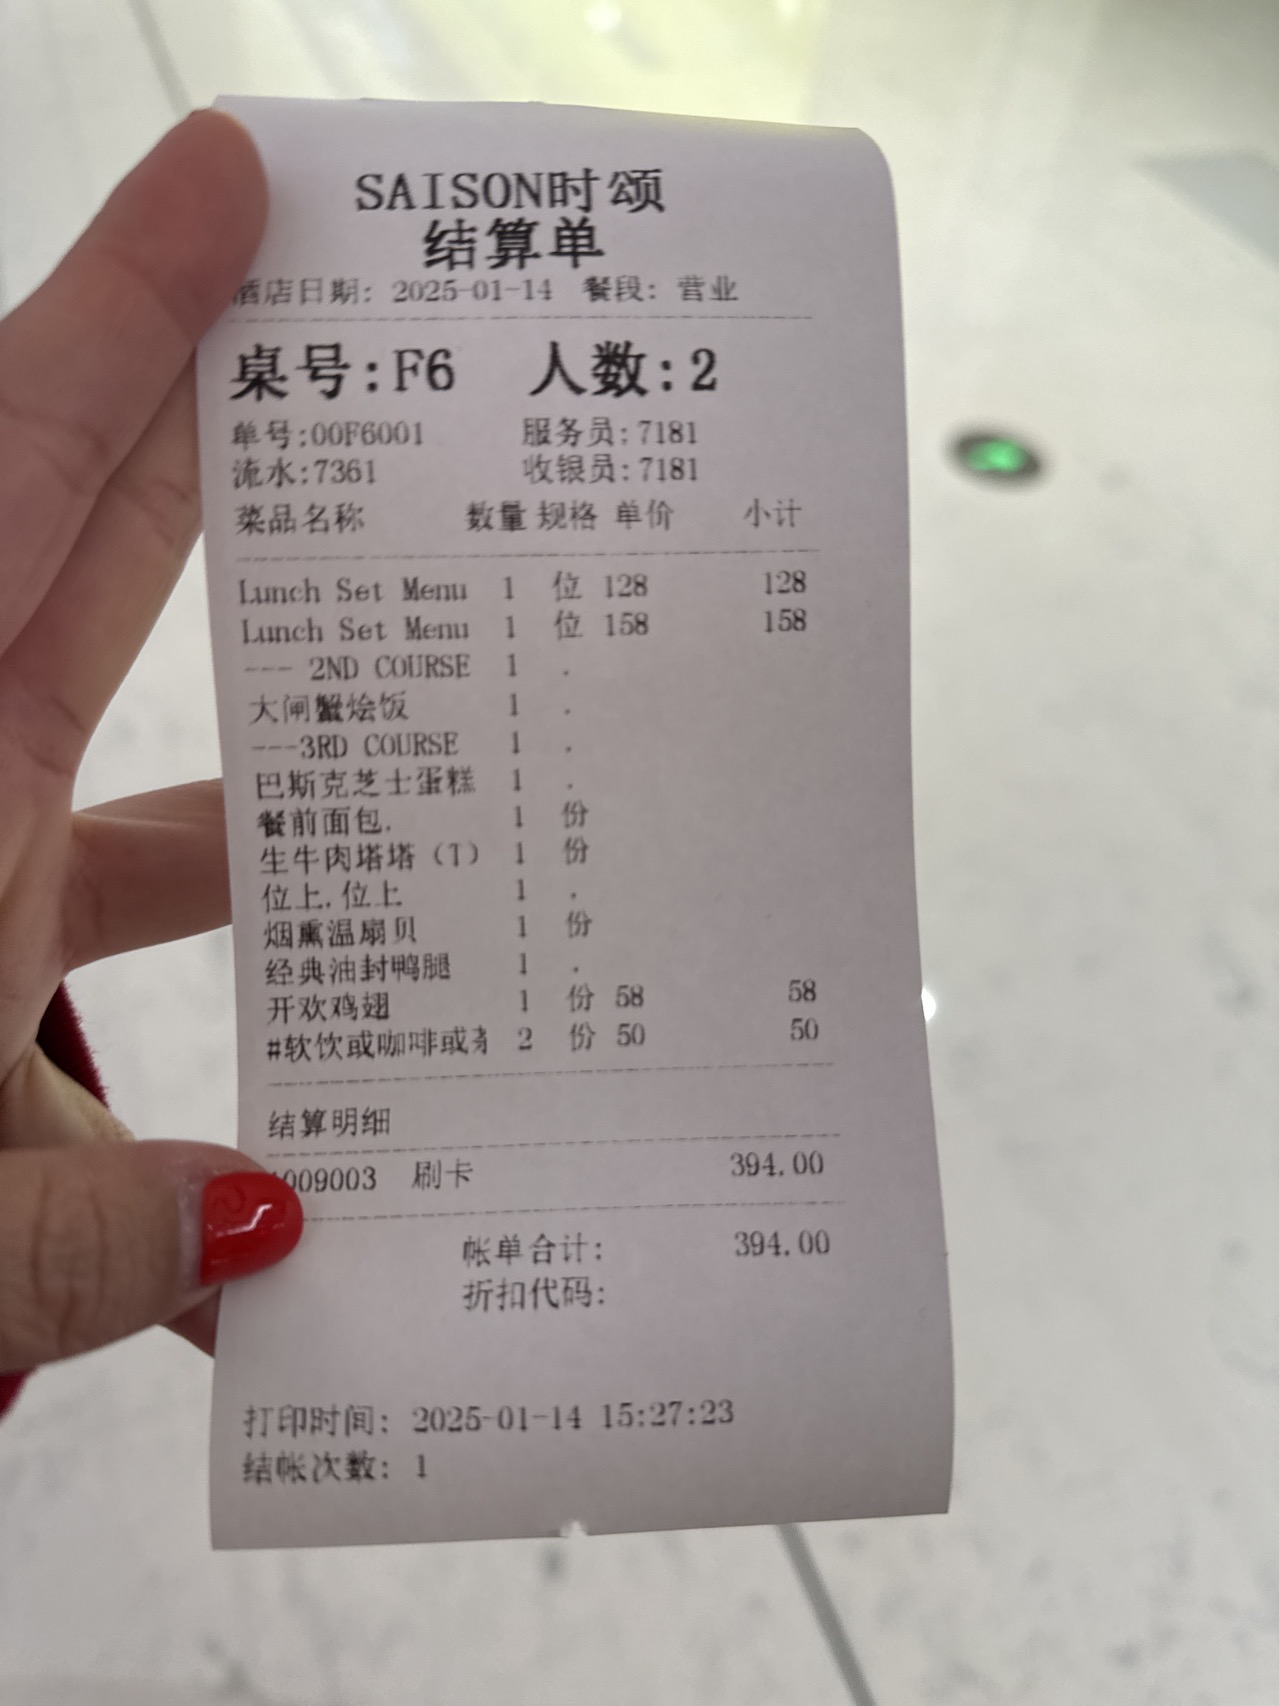 SAISON时颂
结算单
酒店日期: 2025-01-14 餐段: 营业
桌号:F6 人数:2
单号:00F6001 服务员:7181
流水:7361 收银员:7181
菜品名称 数量 规格 单价 小计
Lunch Set Menu 1 位 128 128
Lunch Set Menu 1 位 158 158
--- 2ND COURSE 1 .
大闸蟹烩饭 1 .
---3RD COURSE 1 .
巴斯克芝士蛋糕 1 .
餐前面包. 1 份
生牛肉塔塔（T） 1 份
位上.位上 1 .
烟熏温扇贝 1 份
经典油封鸭腿 1 .
开欢鸡翅 1 份 58 58
#软饮或咖啡或 2 份 50 50
结算明细
009003 刷卡 394.00
帐单合计: 394.00
折扣代码:
打印时间: 2025-01-14 15:27:23
结帐次数: 1